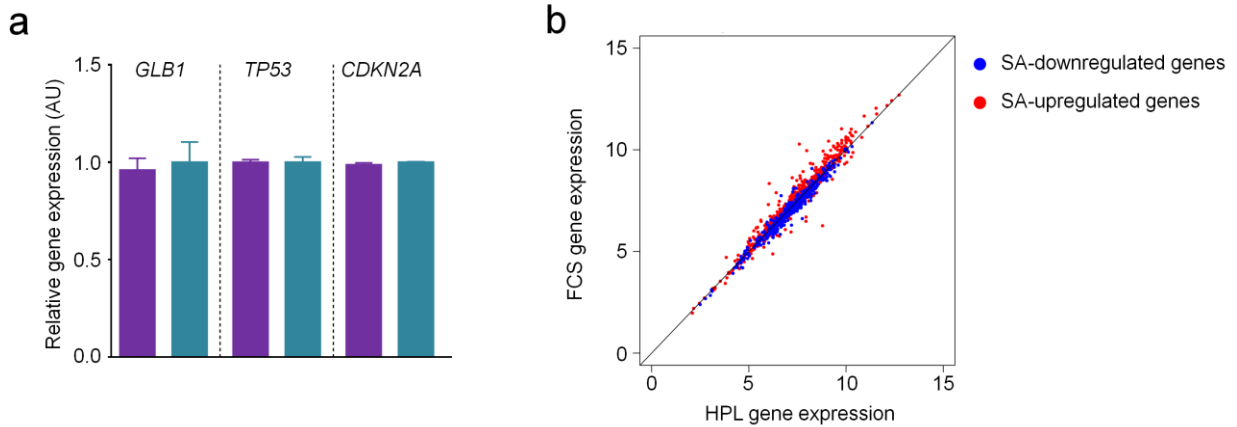 a
GLB1 TP53 CDKN2A
1.5
1.0
0.5
0.0
Relative gene expression (AU)
b
15
10
5
0
FCS gene expression
0 5 10 15
HPL gene expression
SA-downregulated genes
SA-upregulated genes